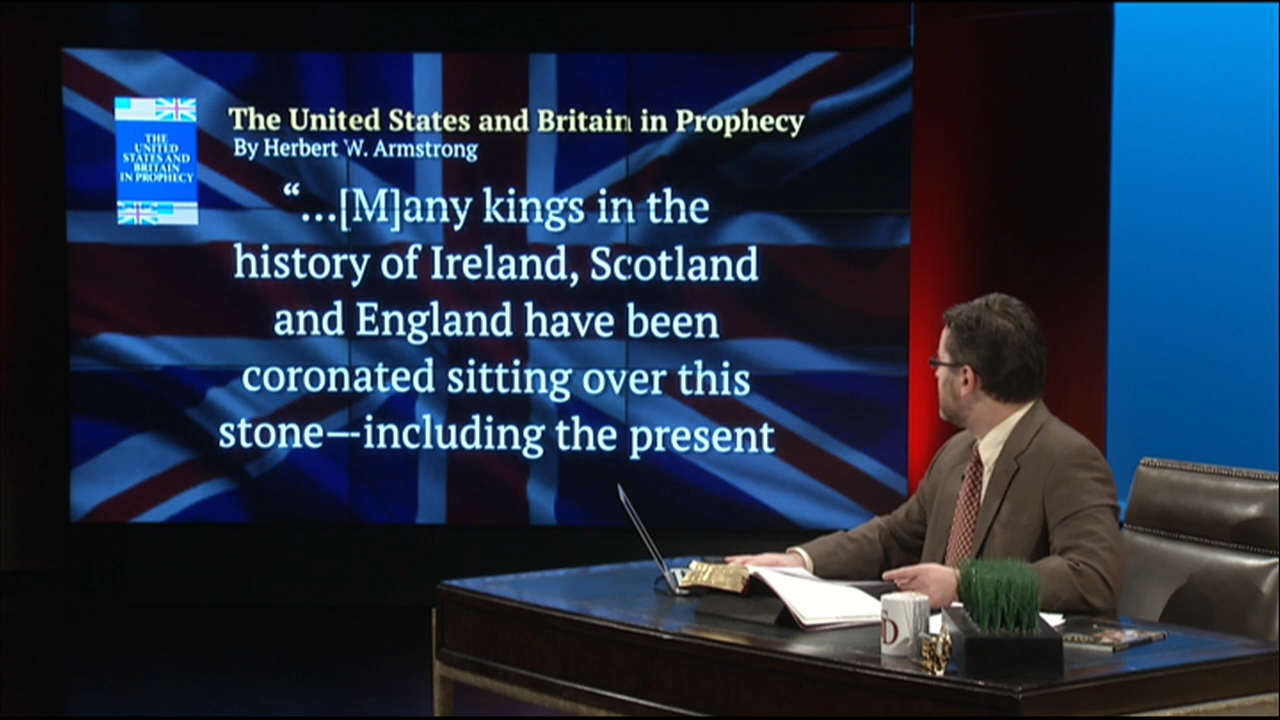 The United States and Britain in Prophecy
By Herbert W. Armstrong
THE
UNITED
STATES AND
BRITAIN
IN PROPHECY
“...[M]any kings in the
history of Ireland, Scotland
and England have been
coronated sitting over this
stone—-including the present